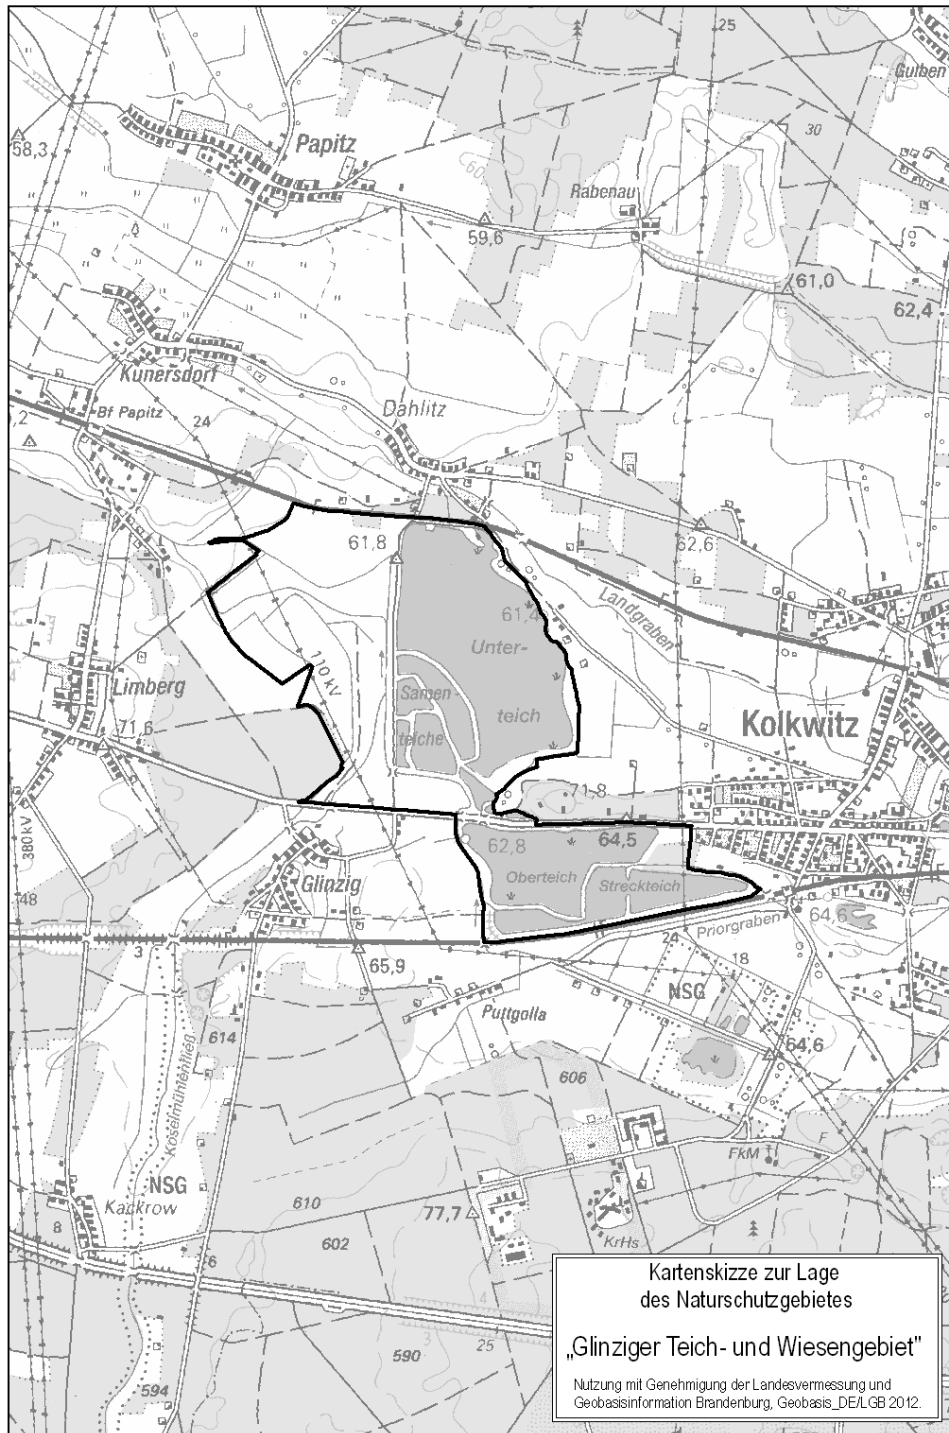 25
Gulben
58,3
Papitz
30
60
Rabenau
59,6
61,0
62,4
Kunersdorf
Dahlitz
Bf Papitz
,2
24
61,8
62,6
Landgraben
61,4
Unter-
110 kV
Limberg
Samen-
teich
Kolkwitz
71,6
teiche
71,8
380 kV
62,8
64,5
Glinzig
Oberteich
Streckteich
48
Priorgraben
64,6
3
24
65,9
18
NSG
Puttgolla
614
64,6
Koselmühlenfließ
606
FkM
F
NSG
Kackrow
610
77,7
8
602
KrHs
6
4
3
25
590
594
Kartenskizze zur Lage
des Naturschutzgebietes
„Glinziger Teich- und Wiesengebiet"
Nutzung mit Genehmigung der Landesvermessung und
Geobasisinformation Brandenburg, Geobasis_DE/LGB 2012.